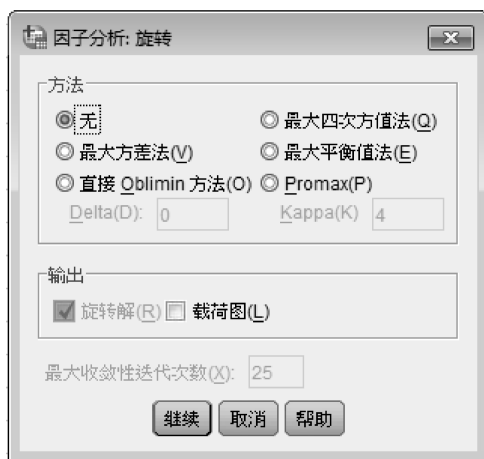 因子分析: 旋转
方法
无
最大四次方值法(Q)
最大方差法(V)
最大平衡值法(E)
直接 Oblimin 方法(O)
Promax(P)
Delta(D): 0
Kappa(K) 4
输出
旋转解(R)
载荷图(L)
最大收敛性迭代次数(X): 25
继续 取消 帮助